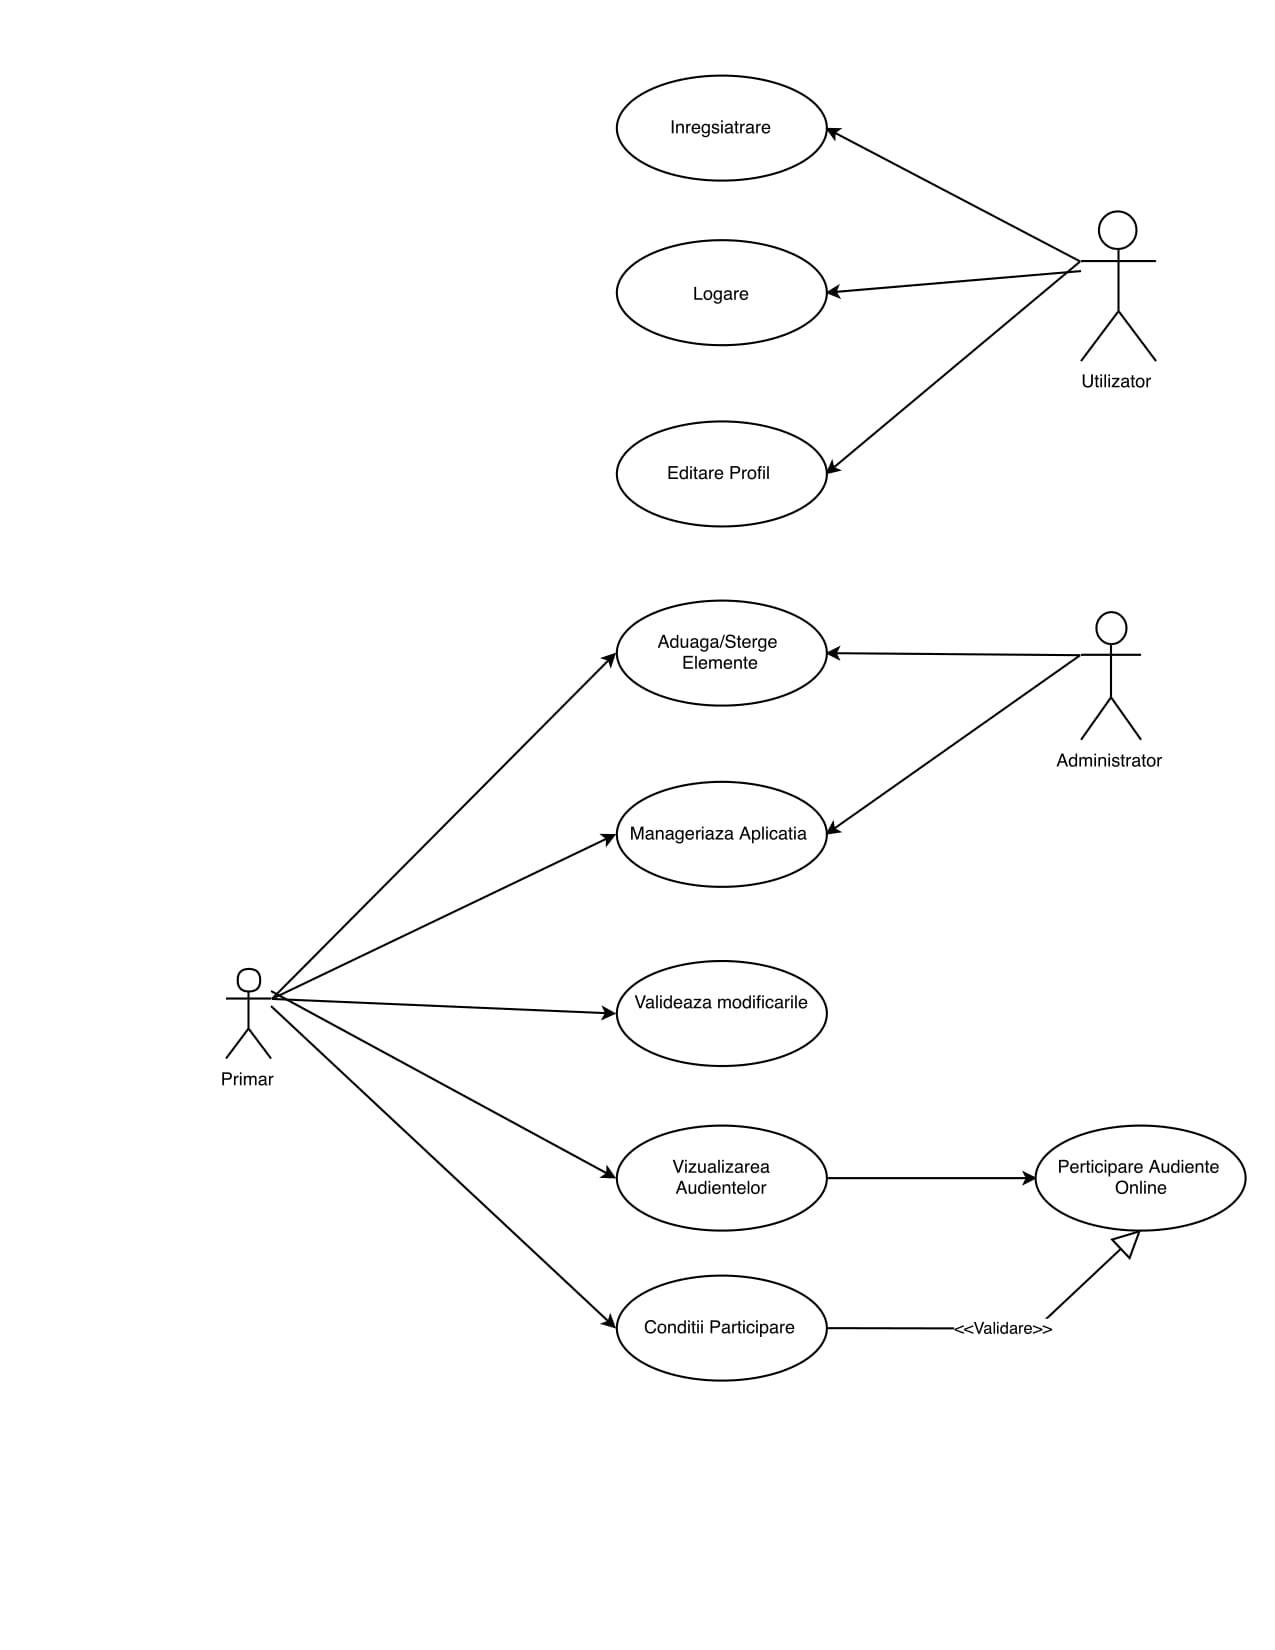 Inregsiatrare
Logare
Utilizator
Editare Profil
Aduaga/Sterge
Elemente
Administrator
Manageriaza Aplicatia
Valideaza modificarile
Primar
Vizualizarea
Audientelor
Perticipare Audiente
Online
Conditii Participare
<<Validare>>